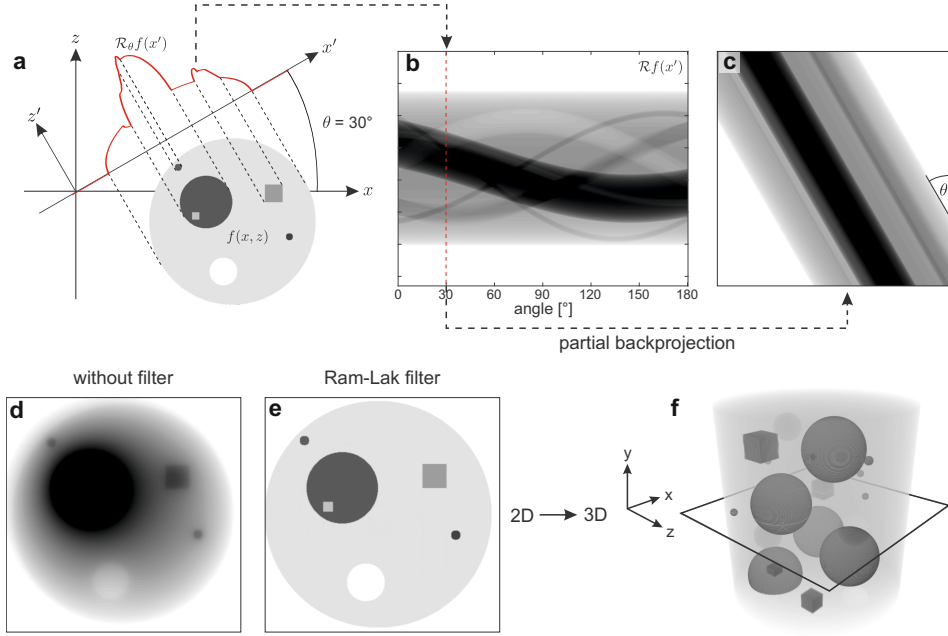 a
z
z′
ℛθf(x′)
x′
θ = 30°
x
f(x, z)
b
ℛf(x′)
0 30 60 90 120 150 180
angle [°]
c
θ
partial backprojection
without filter
d
Ram-Lak filter
e
2D → 3D
f
y
x
z